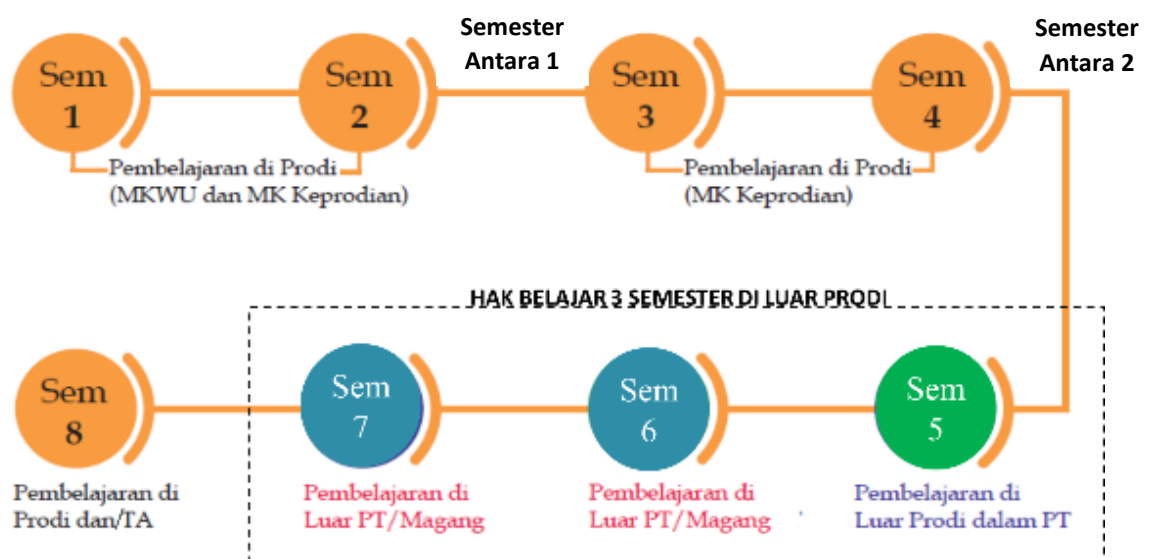 Semester
Antara 1
Semester
Antara 2
Sem
1
Sem
2
Sem
3
Sem
4
Pembelajaran di Prodi
(MKWU dan MK Keprodian)
Pembelajaran di Prodi
(MK Keprodian)
HAK BELAJAR 3 SEMESTER DI LUAR PRODI
Sem
8
Sem
7
Sem
6
Sem
5
Pembelajaran di
Prodi dan/TA
Pembelajaran di
Luar PT/Magang
Pembelajaran di
Luar PT/Magang
Pembelajaran di
Luar Prodi dalam PT